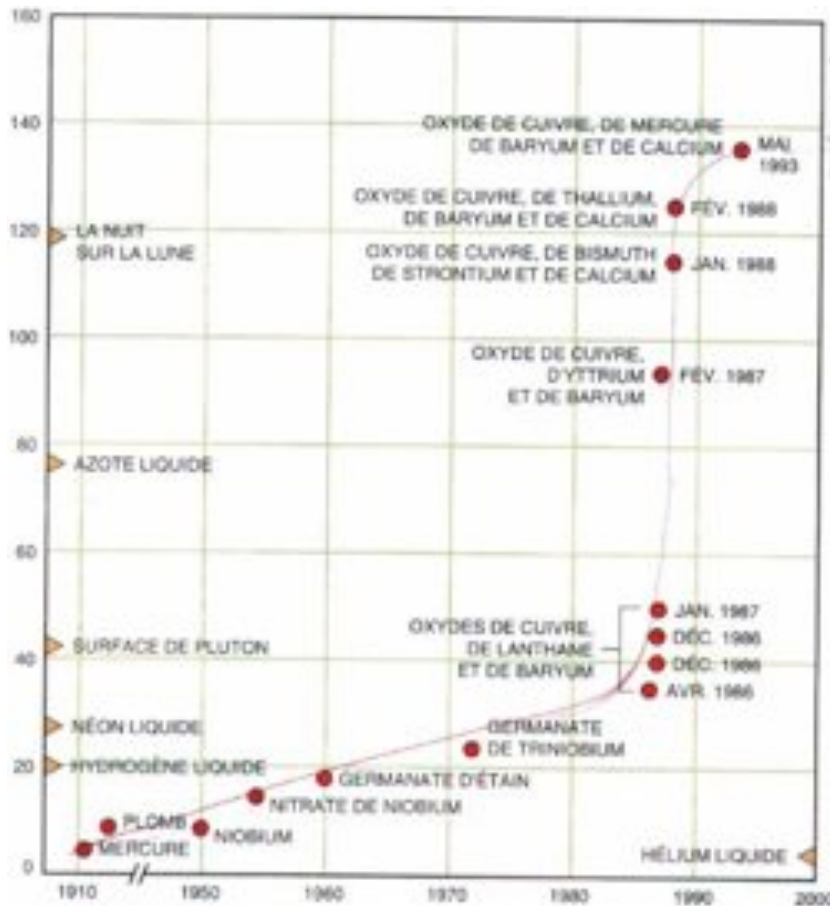 160
140
120
100
80
60
40
20
0
OXYDE DE CUIVRE, DE MERCURE
DE BARYUM ET DE CALCIUM
MAI.
1993
OXYDE DE CUIVRE, DE THALLIUM,
DE BARYUM ET DE CALCIUM
FÉV. 1988
LA NUIT
SUR LA LUNE
OXYDE DE CUIVRE, DE BISMUTH
DE STRONTIUM ET DE CALCIUM
JAN. 1988
OXYDE DE CUIVRE,
D'YTTRIUM
ET DE BARYUM
FÉV. 1987
AZOTE LIQUIDE
OXYDES DE CUIVRE,
DE LANTHANE
ET DE BARYUM
JAN. 1987
DÉC. 1986
DÉC. 1986
AVR. 1986
SURFACE DE PLUTON
NÉON LIQUIDE
GERMANATE
DE TRINIOBIUM
HYDROGÈNE LIQUIDE
GERMANATE D'ÉTAIN
NITRATE DE NIOBIUM
PLOMB
NIOBIUM
MERCURE
HÉLIUM LIQUIDE
1910
1950
1960
1970
1980
1990
2000